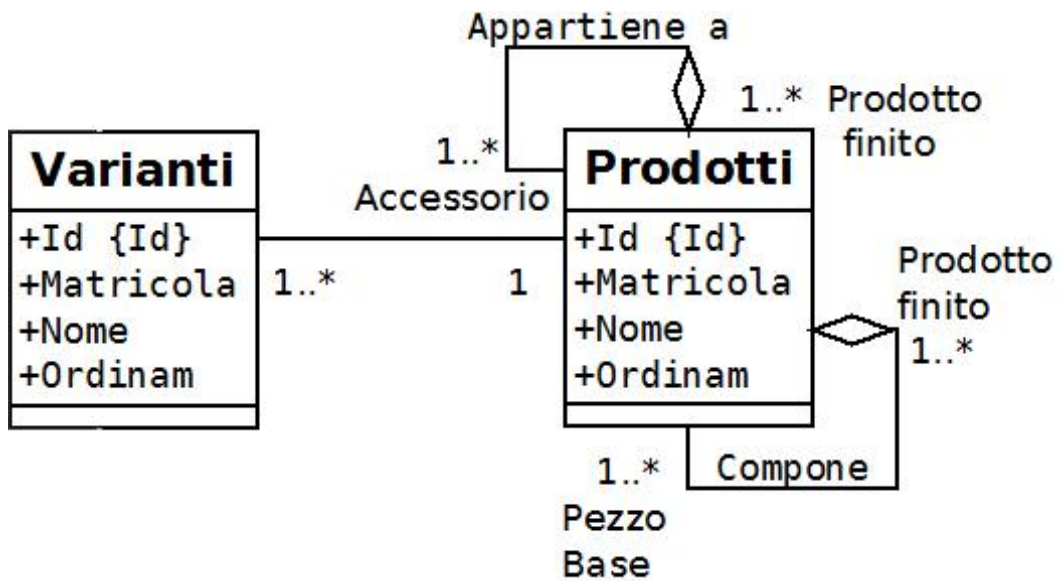 Appartiene a
1..* Prodotto
finito
1..*
Accessorio
Varianti
+Id {Id}
+Matricola
+Nome
+Ordinam
1..*
1
Prodotti
+Id {Id}
+Matricola
+Nome
+Ordinam
Prodotto
finito
1..*
1..*
Compone
Pezzo
Base